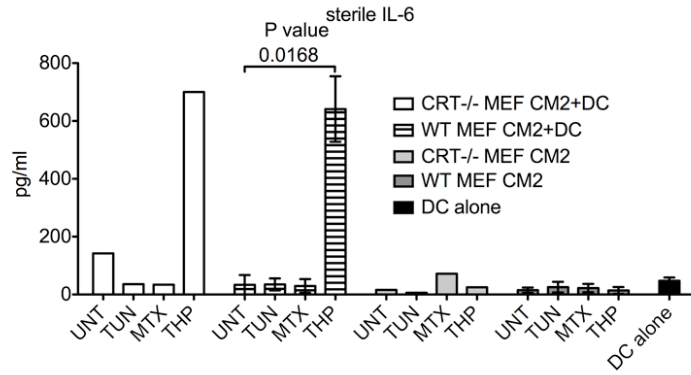 sterile IL-6
P value
0.0168
800
600
400
200
0
pg/ml
CRT-/- MEF CM2+DC
WT MEF CM2+DC
CRT-/- MEF CM2
WT MEF CM2
DC alone
UNT TUN MTX THP UNT TUN MTX THP UNT TUN MTX THP UNT TUN MTX THP DC alone